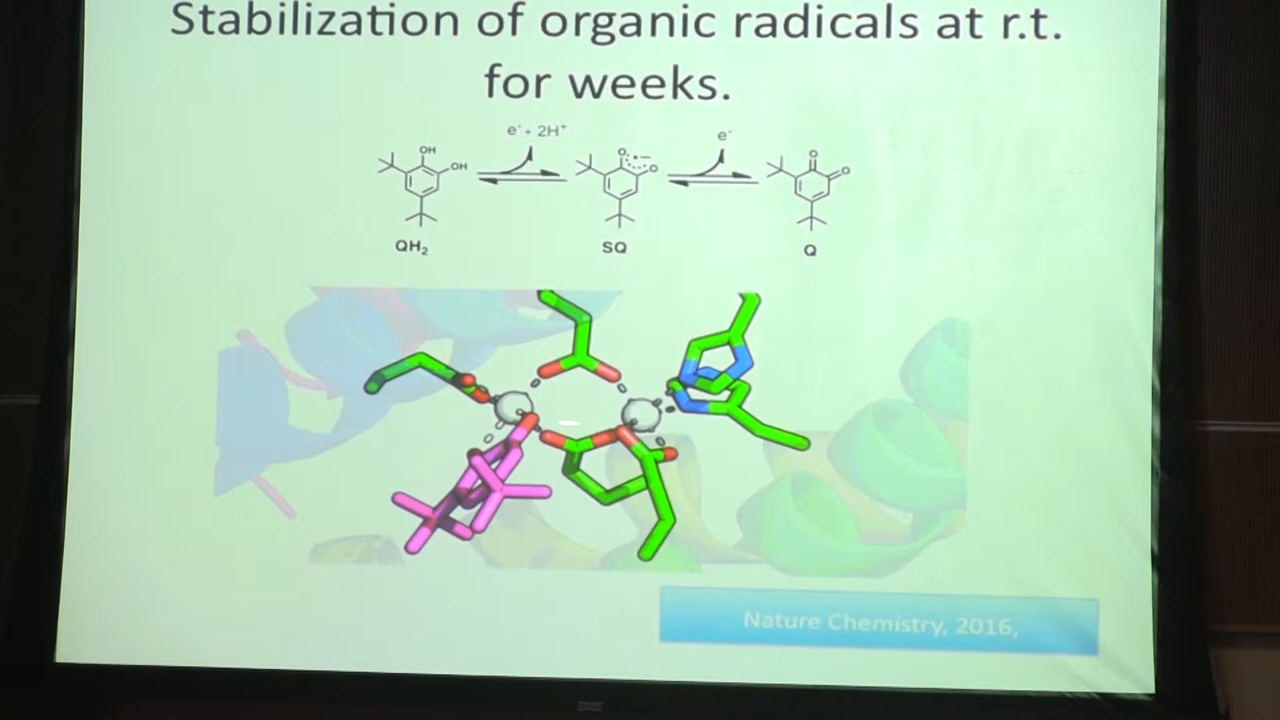 Stabilization of organic radicals at r.t.
for weeks.
e⁻ + 2H⁺
e⁻
OH
OH
O
O
O
O
QH₂
SQ
Q
Nature Chemistry, 2016,